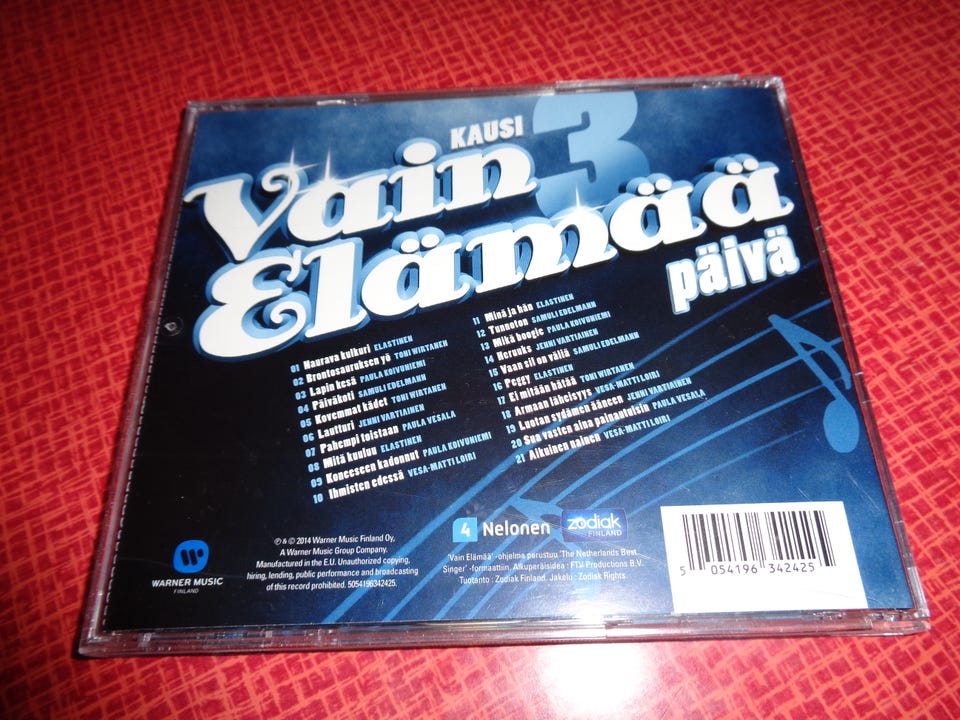 KAUSI 3
Vain
Elämää
päivä
01 Naurava kulkuri ELASTINEN
02 Brontosauruksen yö TONI WIRTANEN
03 Lapin kesä PAULA KOIVUNIEMI
04 Päiväkoti SAMULI EDELMANN
05 Kovemmat kädet TONI WIRTANEN
06 Lautturi JENNI VARTIAINEN
07 Pahempi toistaan PAULA VESALA
08 Mitä kuuluu ELASTINEN
09 Koneeseen kadonnut PAULA KOIVUNIEMI
10 Ihmisten edessä VESA-MATTI LOIRI
11 Minä ja hän ELASTINEN
12 Tunnoton SAMULI EDELMANN
13 Mikä boogie PAULA KOIVUNIEMI
14 Neruuks JENNI VARTIAINEN
15 Vaan sil on väliä SAMULI EDELMANN
16 Peggy ELASTINEN
17 Ei mitään hätää TONI WIRTANEN
18 Armaan läheisyys VESA-MATTI LOIRI
19 Luotan sydämen ääneen JENNI VARTIAINEN
20 Sua vasten aina painautuisin PAULA VESALA
21 Aikuinen nainen VESA-MATTI LOIRI
WARNER MUSIC
FINLAND
℗ & © 2014 Warner Music Finland Oy,
A Warner Music Group Company.
Manufactured in the E.U. Unauthorized copying,
hiring, lending, public performance and broadcasting
of this record prohibited. 5054196342425.
4 Nelonen
zodiak
FINLAND
'Vain Elämää' -ohjelma perustuu 'The Netherlands Best
Singer' -formaattiin. Alkuperäisidea : FTV Productions B.V.
Tuotanto : Zodiak Finland. Jakelu : Zodiak Rights.
5 054196 342425